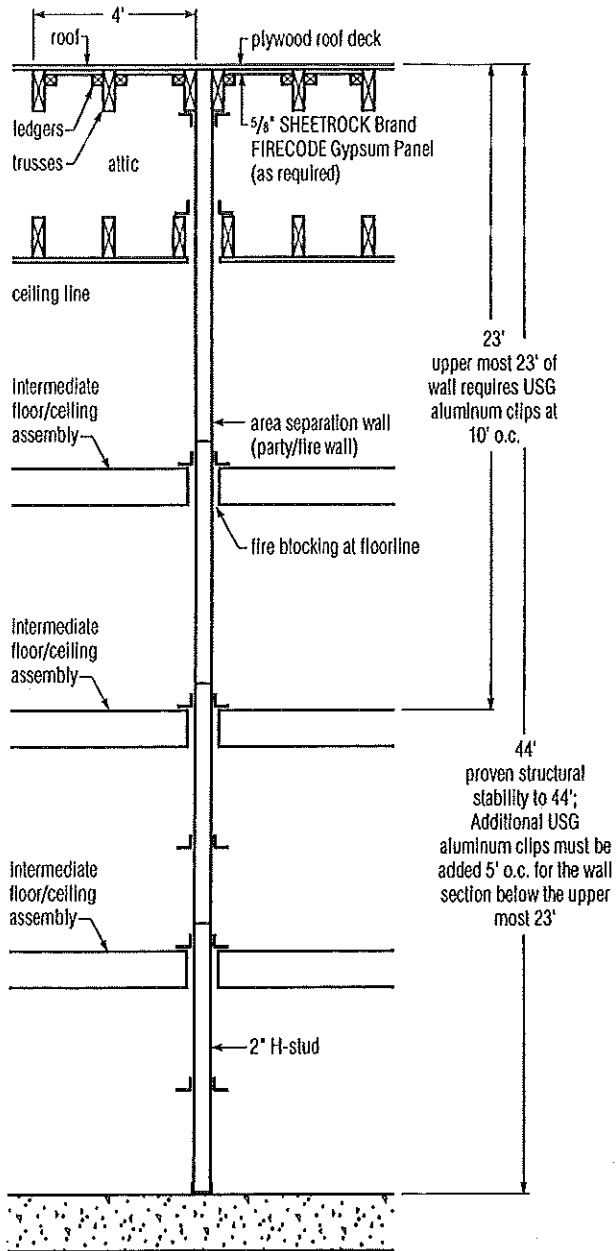 4'
roof
plywood roof deck
ledgers
trusses
attic
5/8" SHEETROCK Brand
FIRECODE Gypsum Panel
(as required)
ceiling line
23'
upper most 23' of
wall requires USG
aluminum clips at
10' o.c.
Intermediate
floor/ceiling
assembly
area separation wall
(party/fire wall)
fire blocking at floorline
Intermediate
floor/ceiling
assembly
44'
proven structural
stability to 44';
Additional USG
aluminum clips must be
added 5' o.c. for the wall
section below the upper
most 23'
Intermediate
floor/ceiling
assembly
2" H-stud